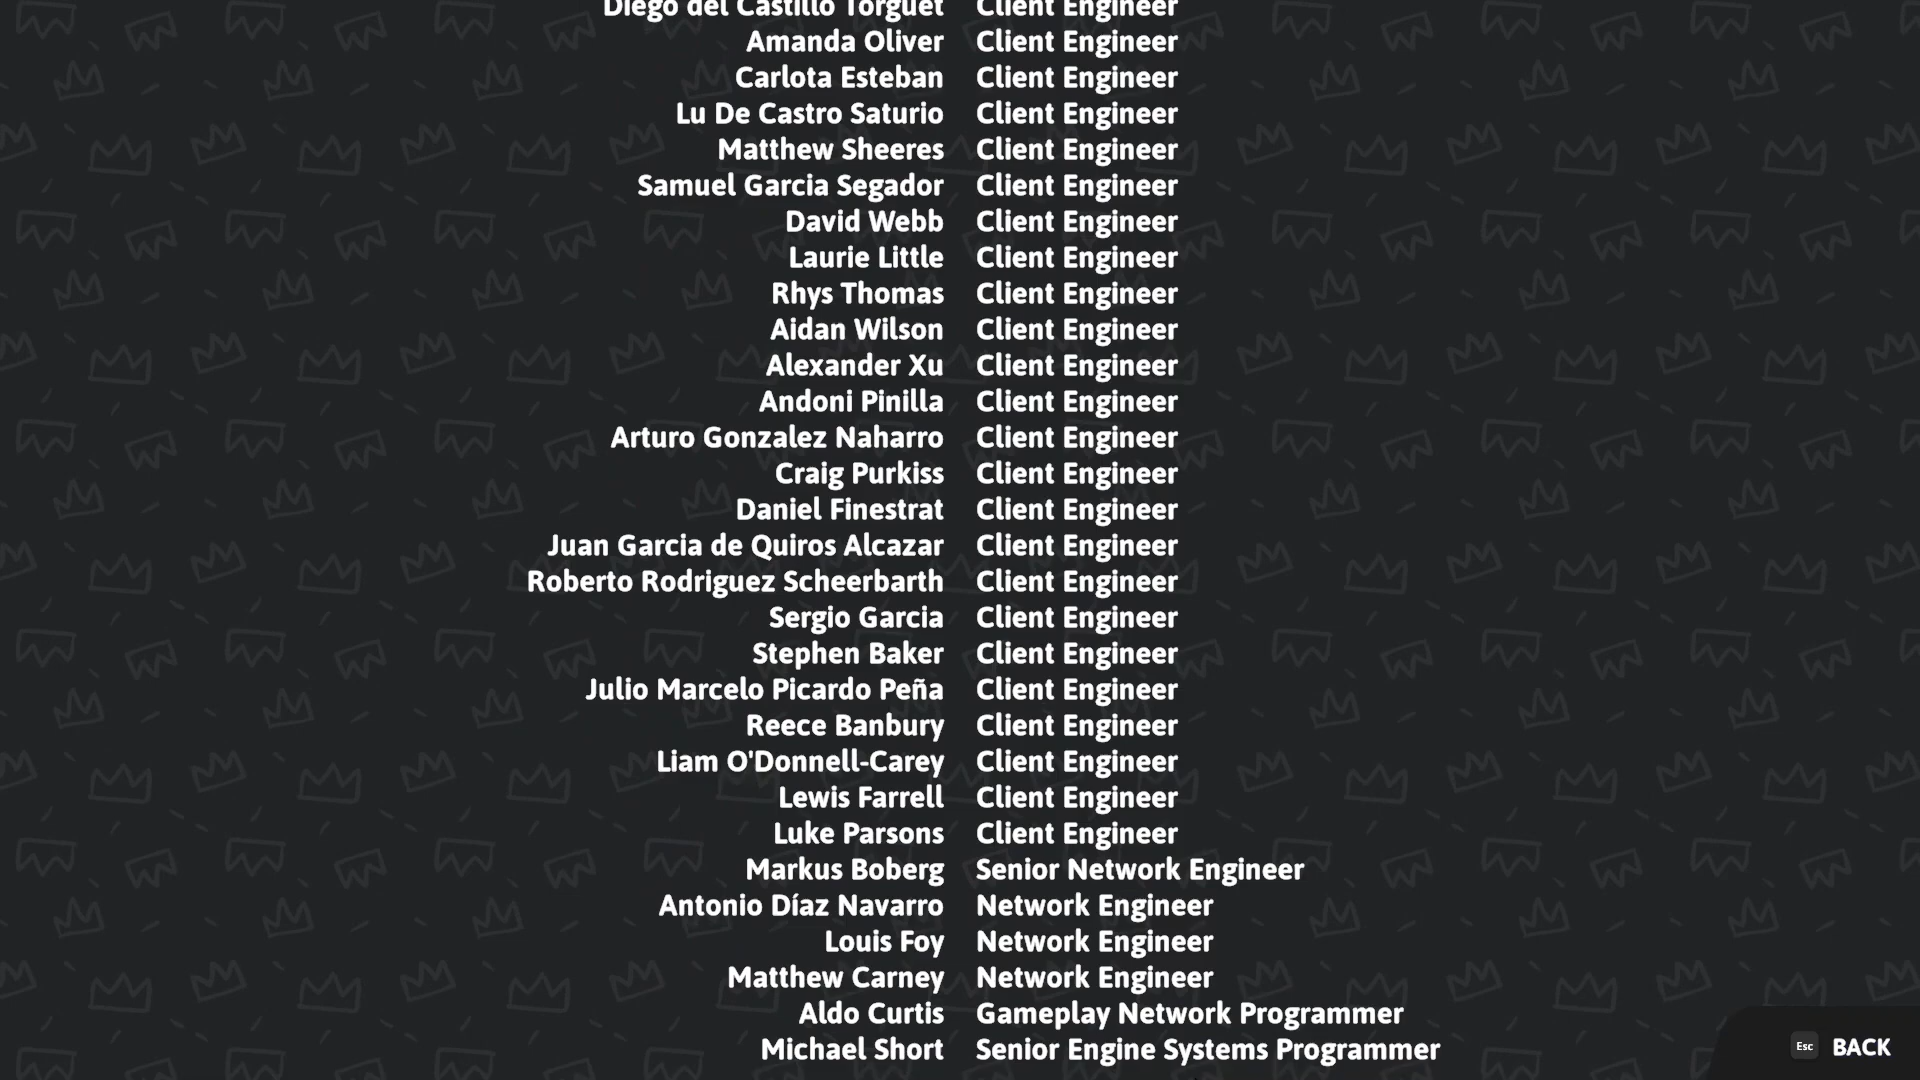 Diego del Castillo Torguet Client Engineer
Amanda Oliver Client Engineer
Carlota Esteban Client Engineer
Lu De Castro Saturio Client Engineer
Matthew Sheeres Client Engineer
Samuel Garcia Segador Client Engineer
David Webb Client Engineer
Laurie Little Client Engineer
Rhys Thomas Client Engineer
Aidan Wilson Client Engineer
Alexander Xu Client Engineer
Andoni Pinilla Client Engineer
Arturo Gonzalez Naharro Client Engineer
Craig Purkiss Client Engineer
Daniel Finestrat Client Engineer
Juan Garcia de Quiros Alcazar Client Engineer
Roberto Rodriguez Scheerbarth Client Engineer
Sergio Garcia Client Engineer
Stephen Baker Client Engineer
Julio Marcelo Picardo Peña Client Engineer
Reece Banbury Client Engineer
Liam O'Donnell-Carey Client Engineer
Lewis Farrell Client Engineer
Luke Parsons Client Engineer
Markus Boberg Senior Network Engineer
Antonio Díaz Navarro Network Engineer
Louis Foy Network Engineer
Matthew Carney Network Engineer
Aldo Curtis Gameplay Network Programmer
Michael Short Senior Engine Systems Programmer
Esc BACK